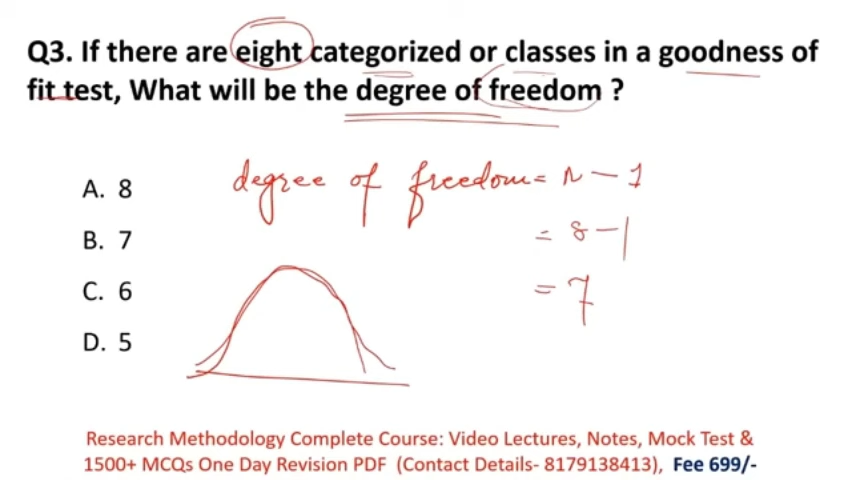 Q3. If there are eight categorized or classes in a goodness of
fit test, What will be the degree of freedom ?
A. 8
B. 7
C. 6
D. 5
degree of freedom = n - 1
= 8 - 1
= 7
Research Methodology Complete Course: Video Lectures, Notes, Mock Test &
1500+ MCQs One Day Revision PDF (Contact Details- 8179138413), Fee 699/-